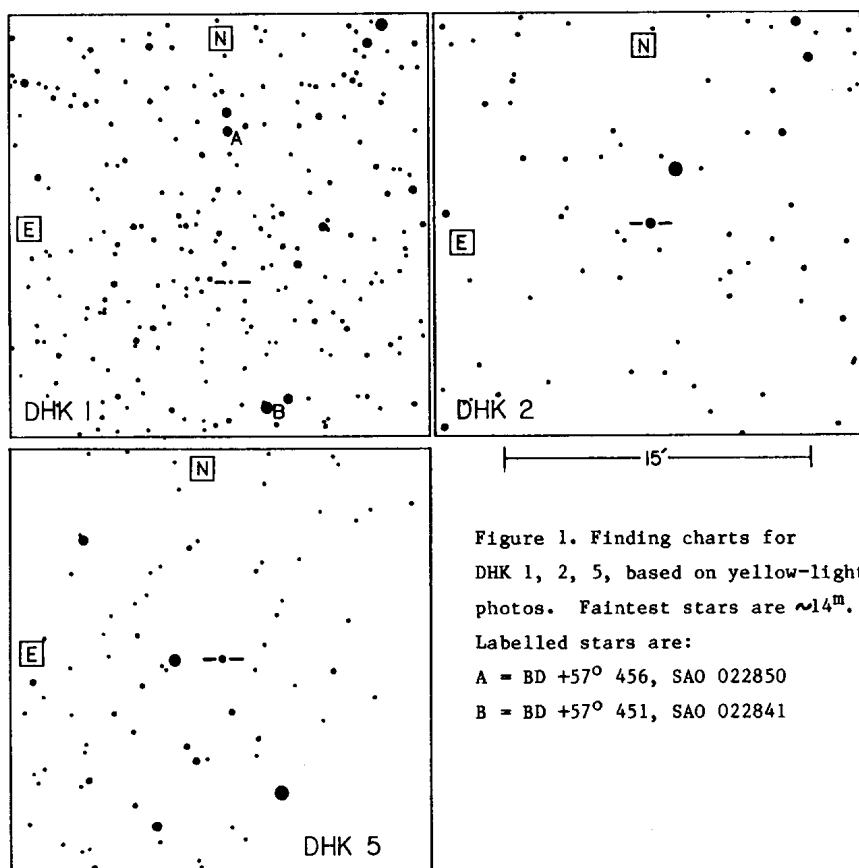 N
A
E
B
DHK 1
N
E
DHK 2
15′
N
E
DHK 5
Figure 1. Finding charts for
DHK 1, 2, 5, based on yellow-light
photos. Faintest stars are ~14ᵐ.
Labelled stars are:
A = BD +57° 456, SAO 022850
B = BD +57° 451, SAO 022841